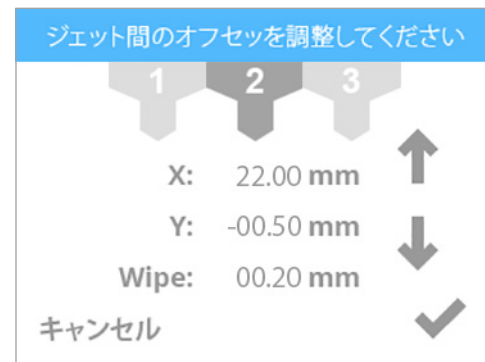 ジェット間のオフセッを調整してください
1 2 3
X: 22.00 mm
Y: -00.50 mm
Wipe: 00.20 mm
キャンセル